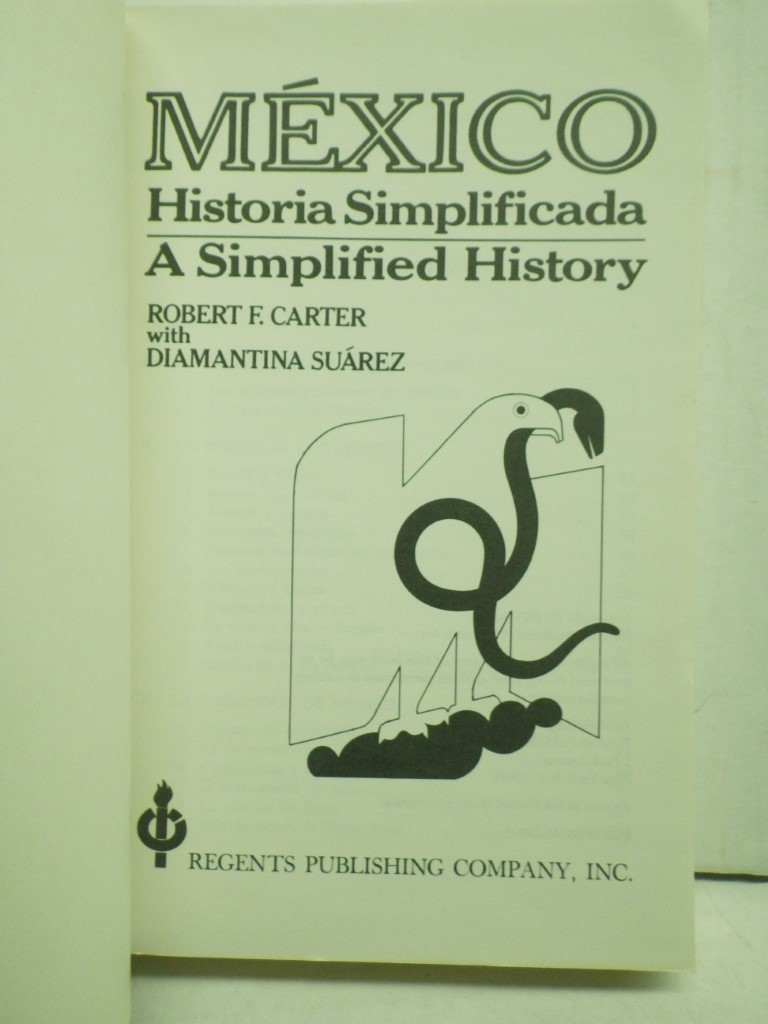 MÉXICO
Historia Simplificada
A Simplified History
ROBERT F. CARTER
with
DIAMANTINA SUÁREZ
REGENTS PUBLISHING COMPANY, INC.